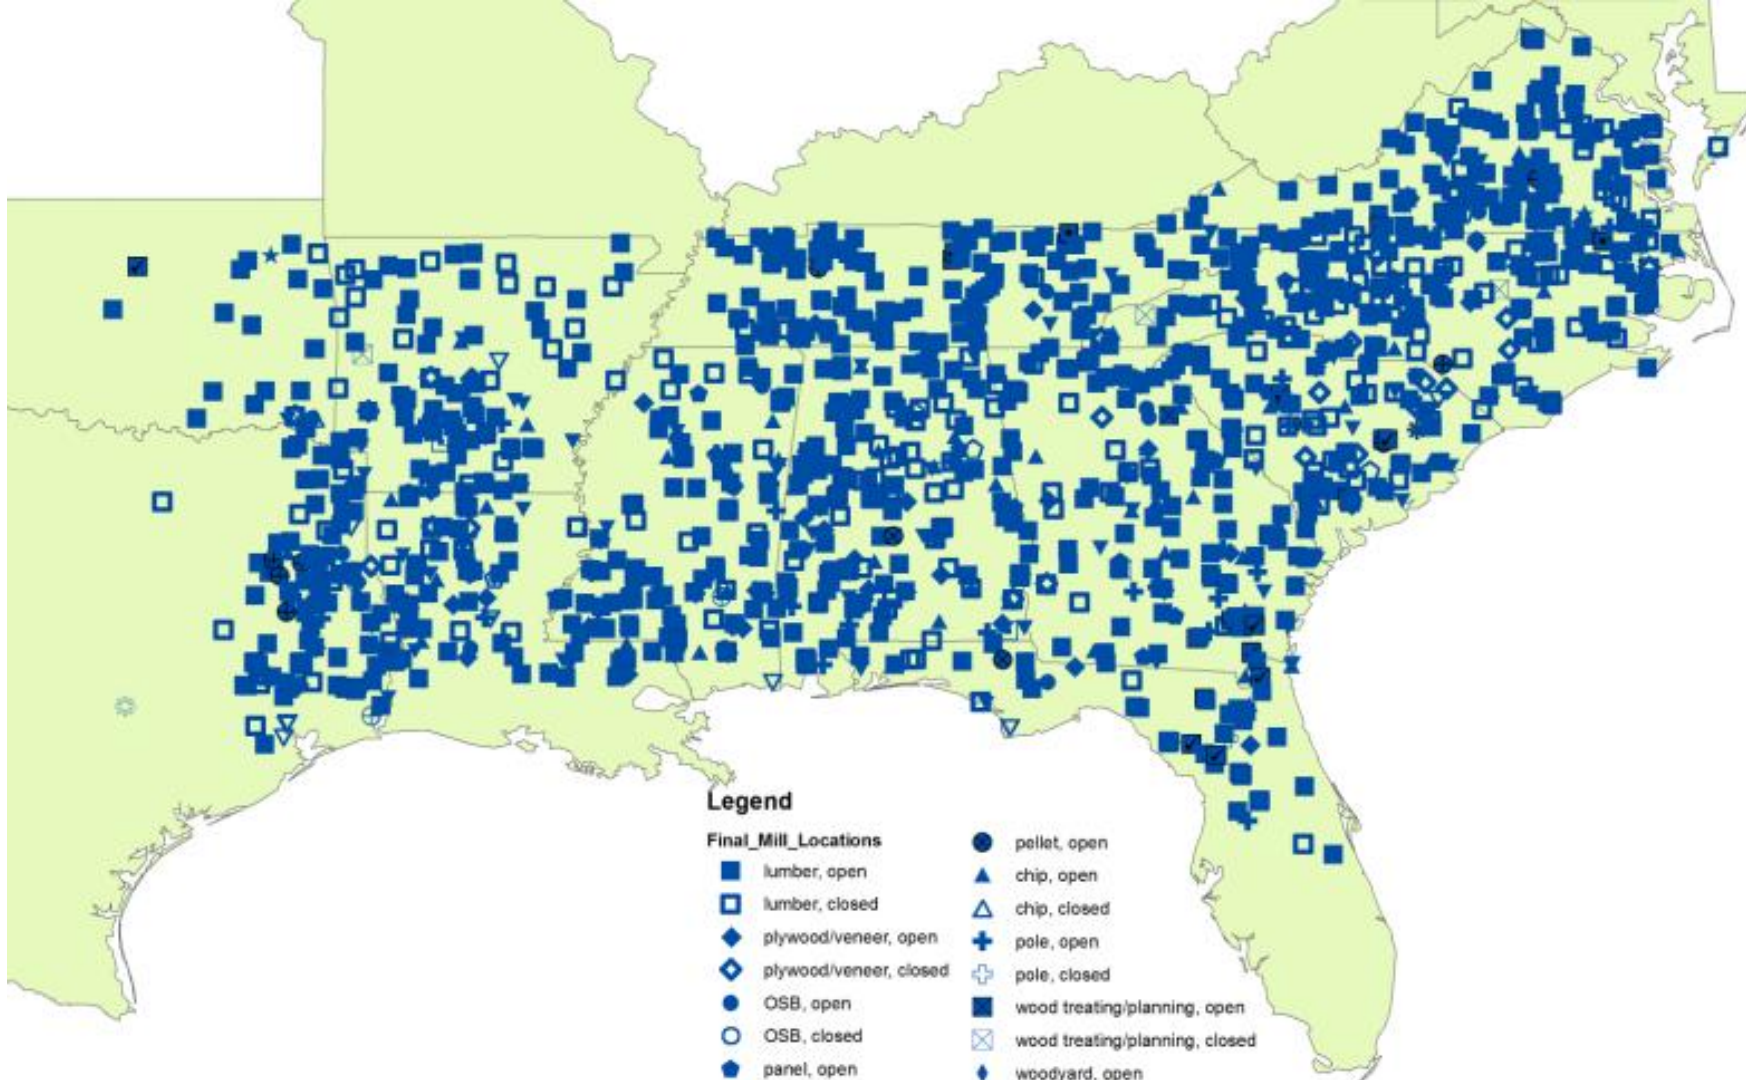 Legend
Final_Mill_Locations
lumber, open
lumber, closed
plywood/veneer, open
plywood/veneer, closed
OSB, open
OSB, closed
panel, open
pellet, open
chip, open
chip, closed
pole, open
pole, closed
wood treating/planning, open
wood treating/planning, closed
woodyard, open